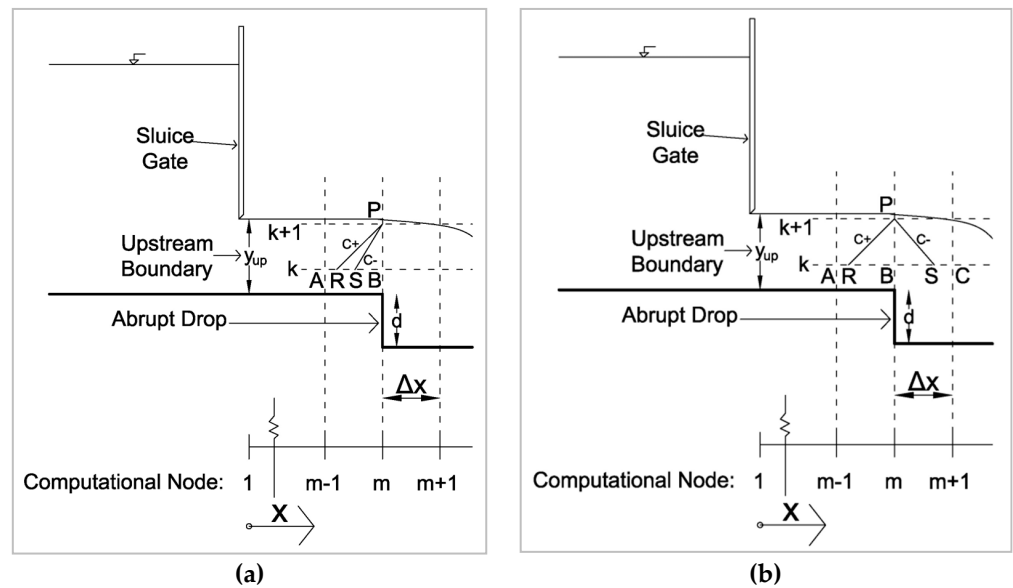 Sluice
Gate
P
k+1
C+
C-
Upstream
Boundary
yup
k
A R S B
Abrupt Drop
d
Δx
Computational Node: 1 m-1 m m+1
X
(a)
Sluice
Gate
P
k+1
C+
C-
Upstream
Boundary
yup
k
A R B S C
Abrupt Drop
d
Δx
Computational Node: 1 m-1 m m+1
X
(b)